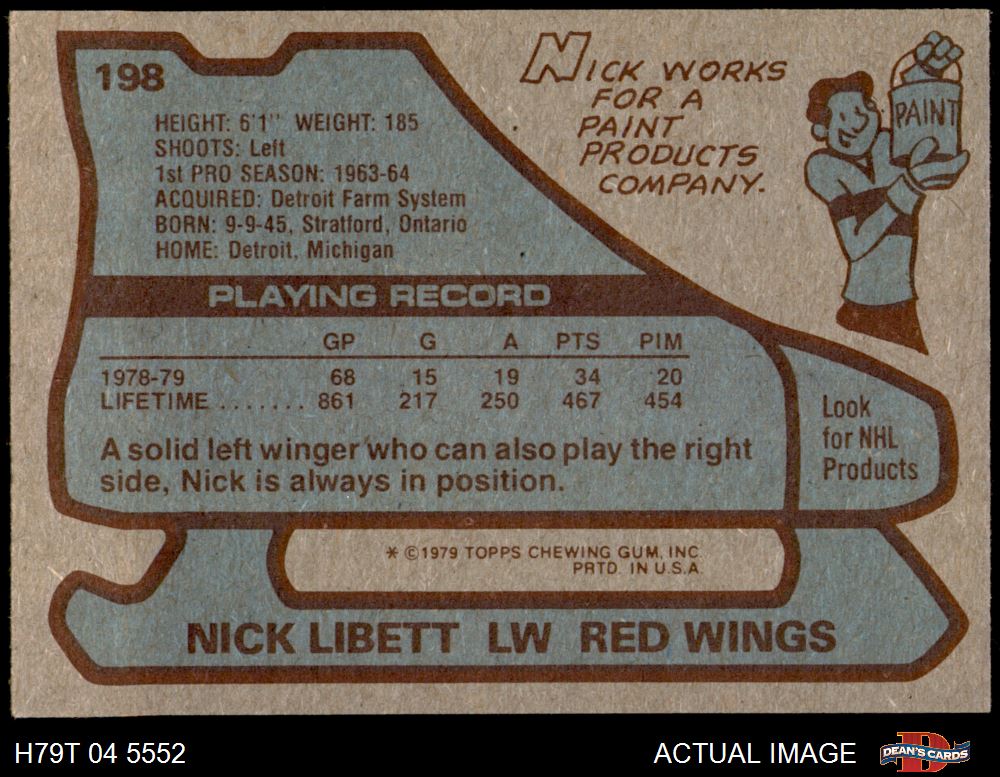 198
HEIGHT: 6'1" WEIGHT: 185
SHOOTS: Left
1st PRO SEASON: 1963-64
ACQUIRED: Detroit Farm System
BORN: 9-9-45, Stratford, Ontario
HOME: Detroit, Michigan
NICK WORKS
FOR A
PAINT
PRODUCTS
COMPANY.
PAINT
PLAYING RECORD
GP G A PTS PIM
1978-79 68 15 19 34 20
LIFETIME ....... 861 217 250 467 454
A solid left winger who can also play the right
side, Nick is always in position.
Look
for NHL
Products
* ©1979 TOPPS CHEWING GUM, INC.
PRTD. IN U.S.A.
NICK LIBETT LW RED WINGS
H79T 04 5552
ACTUAL IMAGE
D
DEAN'S CARDS